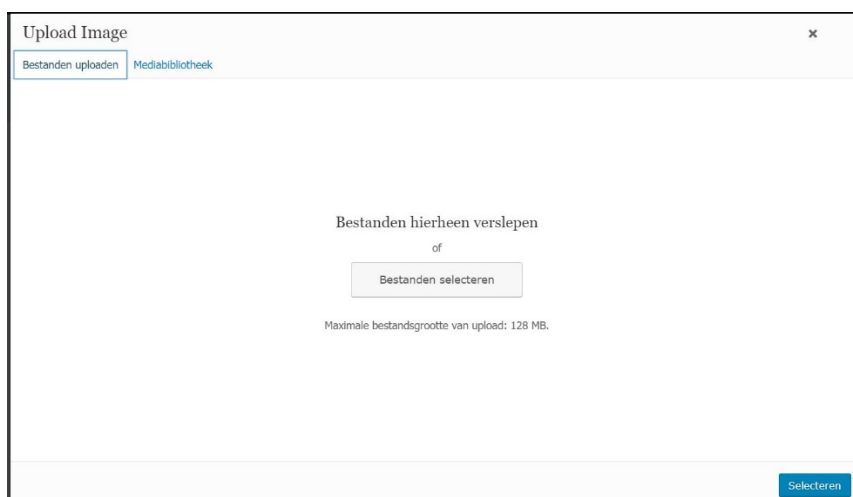 Upload Image
Bestanden uploaden Mediabibliotheek
Bestanden hierheen verslepen
of
Bestanden selecteren
Maximale bestandsgrootte van upload: 128 MB.
Selecteren